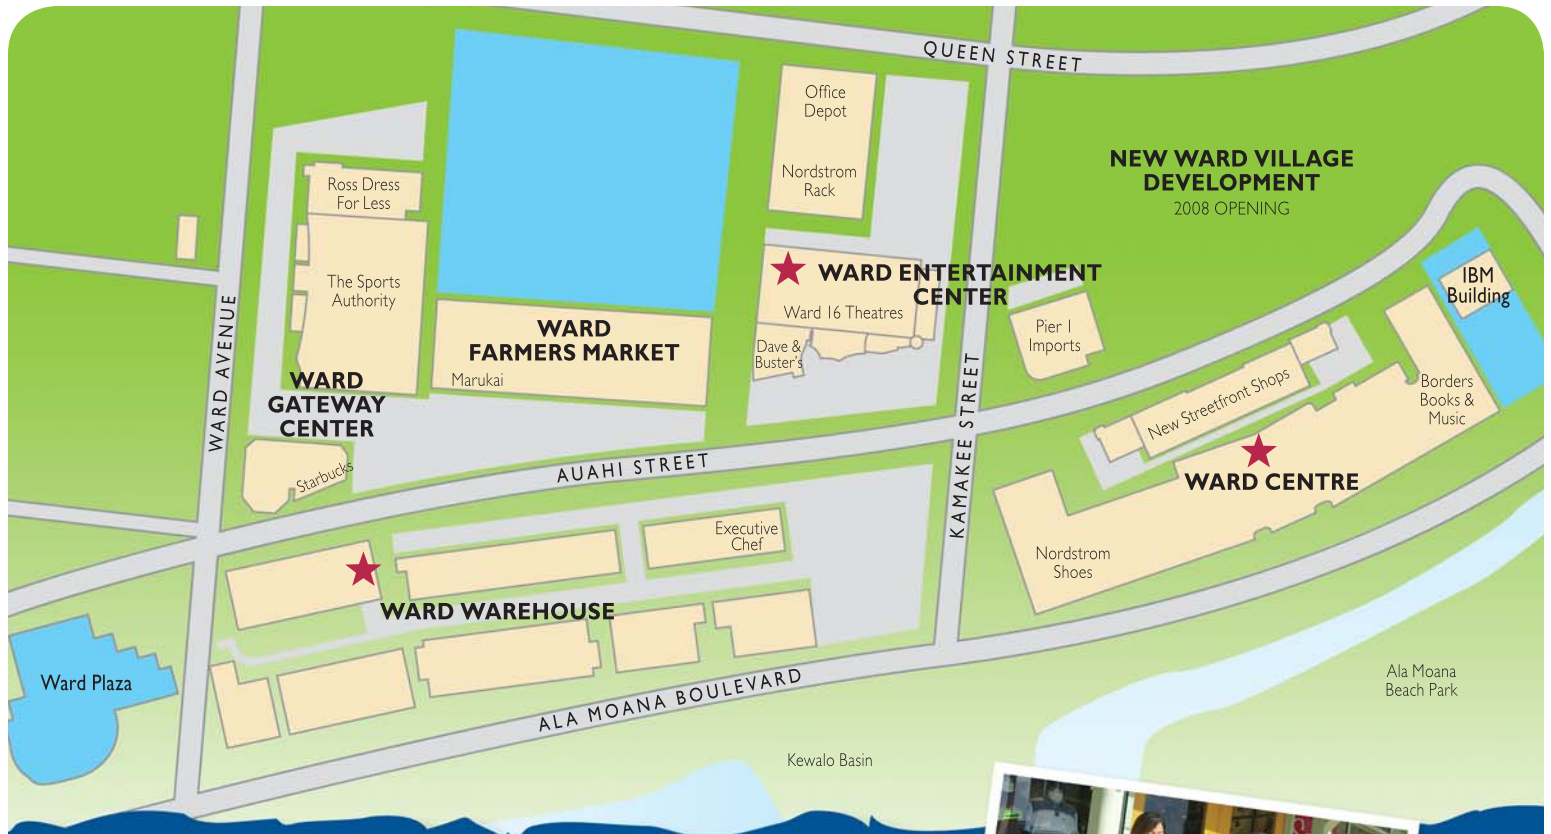 QUEEN STREET
Office
Depot
Nordstrom
Rack
NEW WARD VILLAGE
DEVELOPMENT
2008 OPENING
Ross Dress
For Less
The Sports
Authority
WARD AVENUE
WARD
GATEWAY
CENTER
Starbucks
WARD
FARMERS MARKET
Marukai
WARD ENTERTAINMENT
CENTER
Ward 16 Theatres
Dave &
Buster's
Pier 1
Imports
IBM
Building
KAMAKEE STREET
New Streetfront Shops
Borders
Books &
Music
WARD CENTRE
Nordstrom
Shoes
AUAHI STREET
Executive
Chef
WARD WAREHOUSE
Ward Plaza
ALA MOANA BOULEVARD
Kewalo Basin
Ala Moana
Beach Park